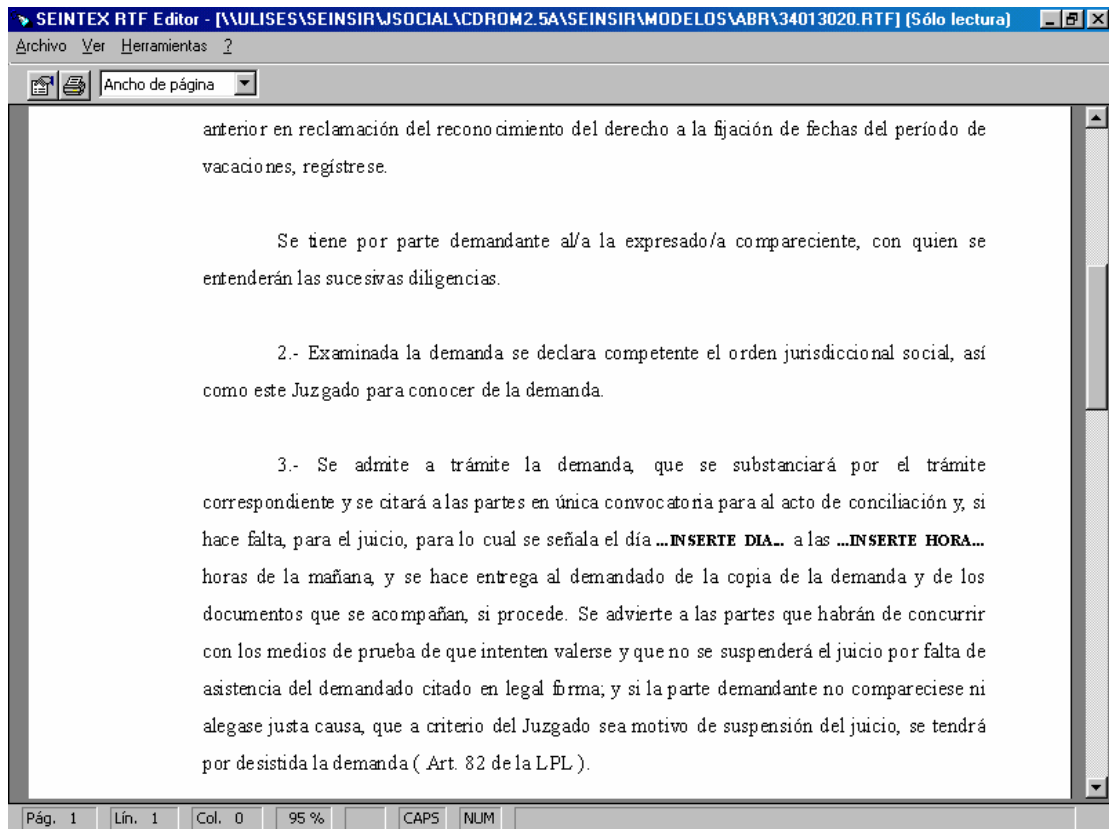 SEINTEX RTF Editor - [\\ULISES\SEINSIR\JSOCIAL\CDROM2.5A\SEINSIR\MODELOS\ABR\34013020.RTF] (Sólo lectura)
Archivo Ver Herramientas ?
Ancho de página
anterior en reclamación del reconocimiento del derecho a la fijación de fechas del período de
vacaciones, regístrese.
Se tiene por parte demandante al/a la expresado/a compareciente, con quien se
entenderán las sucesivas diligencias.
2.- Examinada la demanda se declara competente el orden jurisdiccional social, así
como este Juzgado para conocer de la demanda.
3.- Se admite a trámite la demanda, que se substanciará por el trámite
correspondiente y se citará a las partes en única convocatoria para al acto de conciliación y, si
hace falta, para el juicio, para lo cual se señala el día ...INSERTE DIA... a las ...INSERTE HORA...
horas de la mañana, y se hace entrega al demandado de la copia de la demanda y de los
documentos que se acompañan, si procede. Se advierte a las partes que habrán de concurrir
con los medios de prueba de que intenten valerse y que no se suspenderá el juicio por falta de
asistencia del demandado citado en legal forma; y si la parte demandante no compareciese ni
alegase justa causa, que a criterio del Juzgado sea motivo de suspensión del juicio, se tendrá
por desistida la demanda ( Art. 82 de la LPL ).
Pág. 1 Lín. 1 Col. 0 95 % CAPS NUM